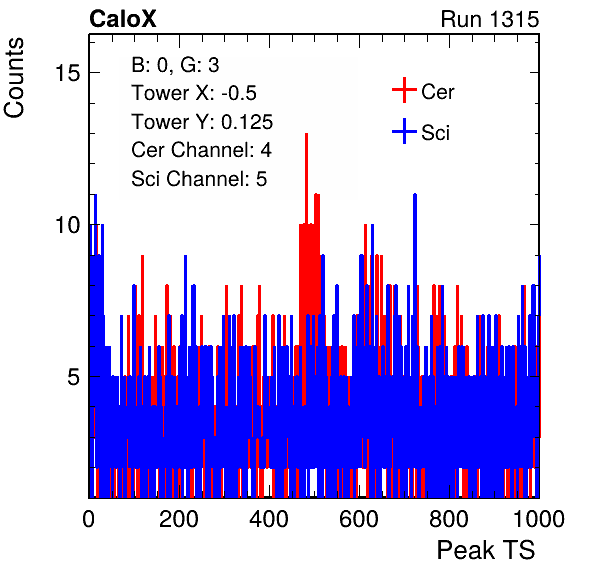 CaloX Run 1315
Counts
B: 0, G: 3
Tower X: -0.5
Tower Y: 0.125
Cer Channel: 4
Sci Channel: 5
Cer
Sci
15
10
5
0 200 400 600 800 1000
Peak TS